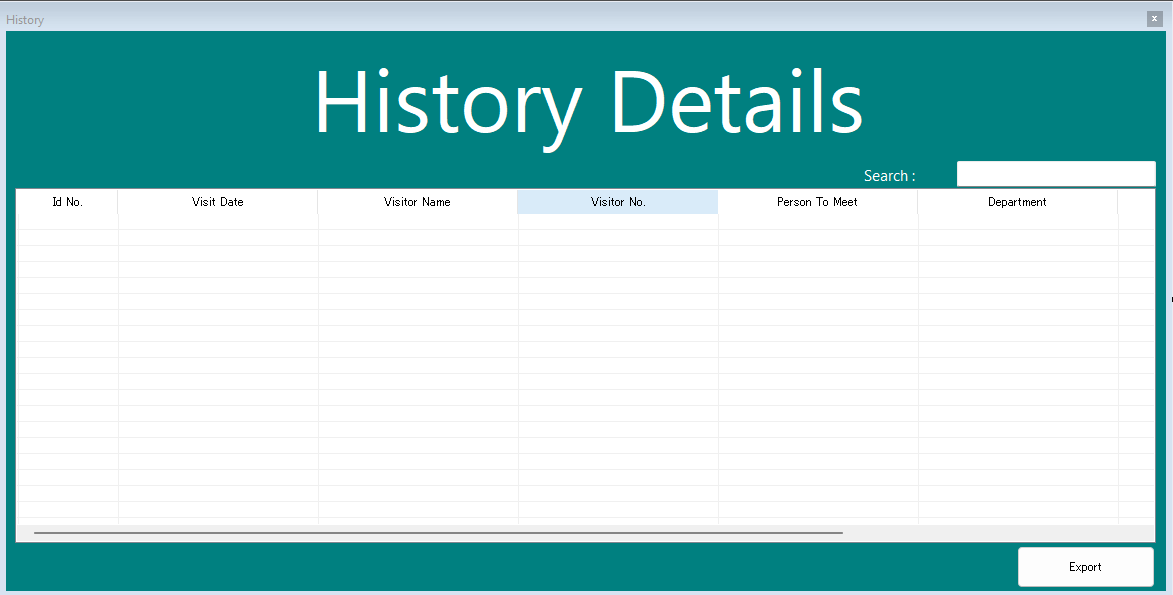 History
x
History Details
Search :
Id No. Visit Date Visitor Name Visitor No. Person To Meet Department
Export